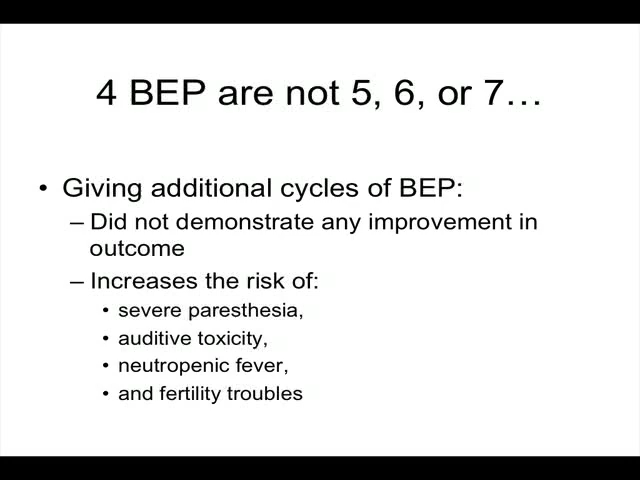 4 BEP are not 5, 6, or 7…
• Giving additional cycles of BEP:
– Did not demonstrate any improvement in
outcome
– Increases the risk of:
• severe paresthesia,
• auditive toxicity,
• neutropenic fever,
• and fertility troubles